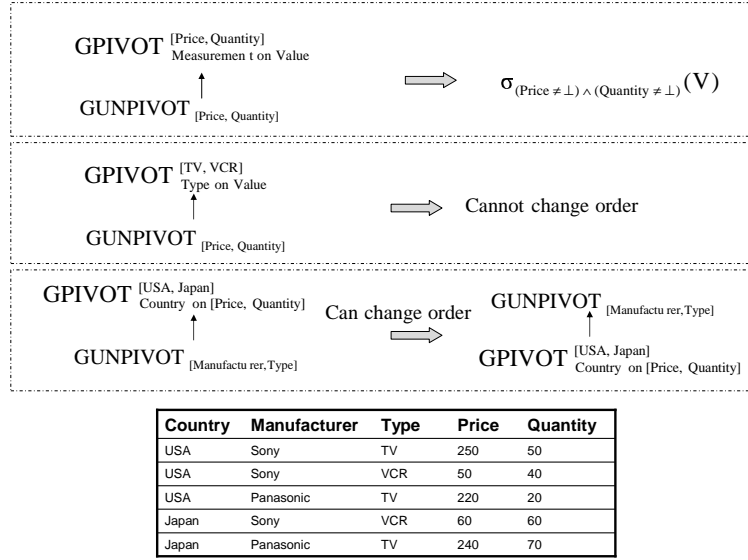 GPIVOT [Price, Quantity] Measuremen t on Value
GUNPIVOT [Price, Quantity]
σ (Price ≠ ⊥) ∧ (Quantity ≠ ⊥) (V)
GPIVOT [TV, VCR] Type on Value
GUNPIVOT [Price, Quantity]
Cannot change order
GPIVOT [USA, Japan] Country on [Price, Quantity]
GUNPIVOT [Manufactu rer,Type]
Can change order
GUNPIVOT [Manufactu rer,Type]
GPIVOT [USA, Japan] Country on [Price, Quantity]
Country Manufacturer Type Price Quantity
USA Sony TV 250 50
USA Sony VCR 50 40
USA Panasonic TV 220 20
Japan Sony VCR 60 60
Japan Panasonic TV 240 70